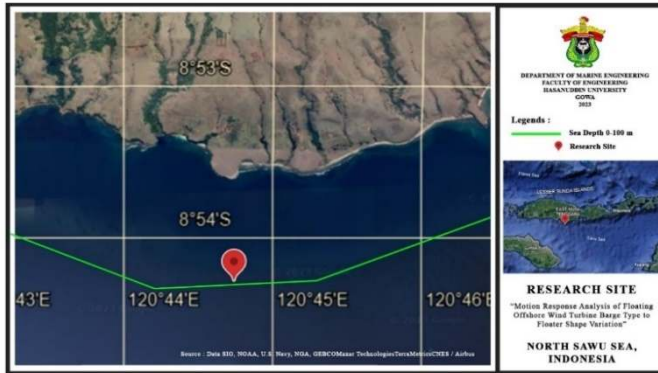 8°53'S
8°54'S
43'E
120°44'E
120°45'E
120°46'E
Source : Data SIO, NOAA, U.S. Navy, NGA, GEBCOMaxar TechnologiesTerraMetricsCNES / Airbus
DEPARTMENT OF MARINE ENGINEERING
FACULTY OF ENGINEERING
HASANUDDIN UNIVERSITY
GOWA
2023
Legends :
Sea Depth 0-100 m
Research Site
LESSER SUNDA ISLANDS
RESEARCH SITE
"Motion Response Analysis of Floating
Offshore Wind Turbine Barge Type to
Floater Shape Variation"
NORTH SAWU SEA,
INDONESIA